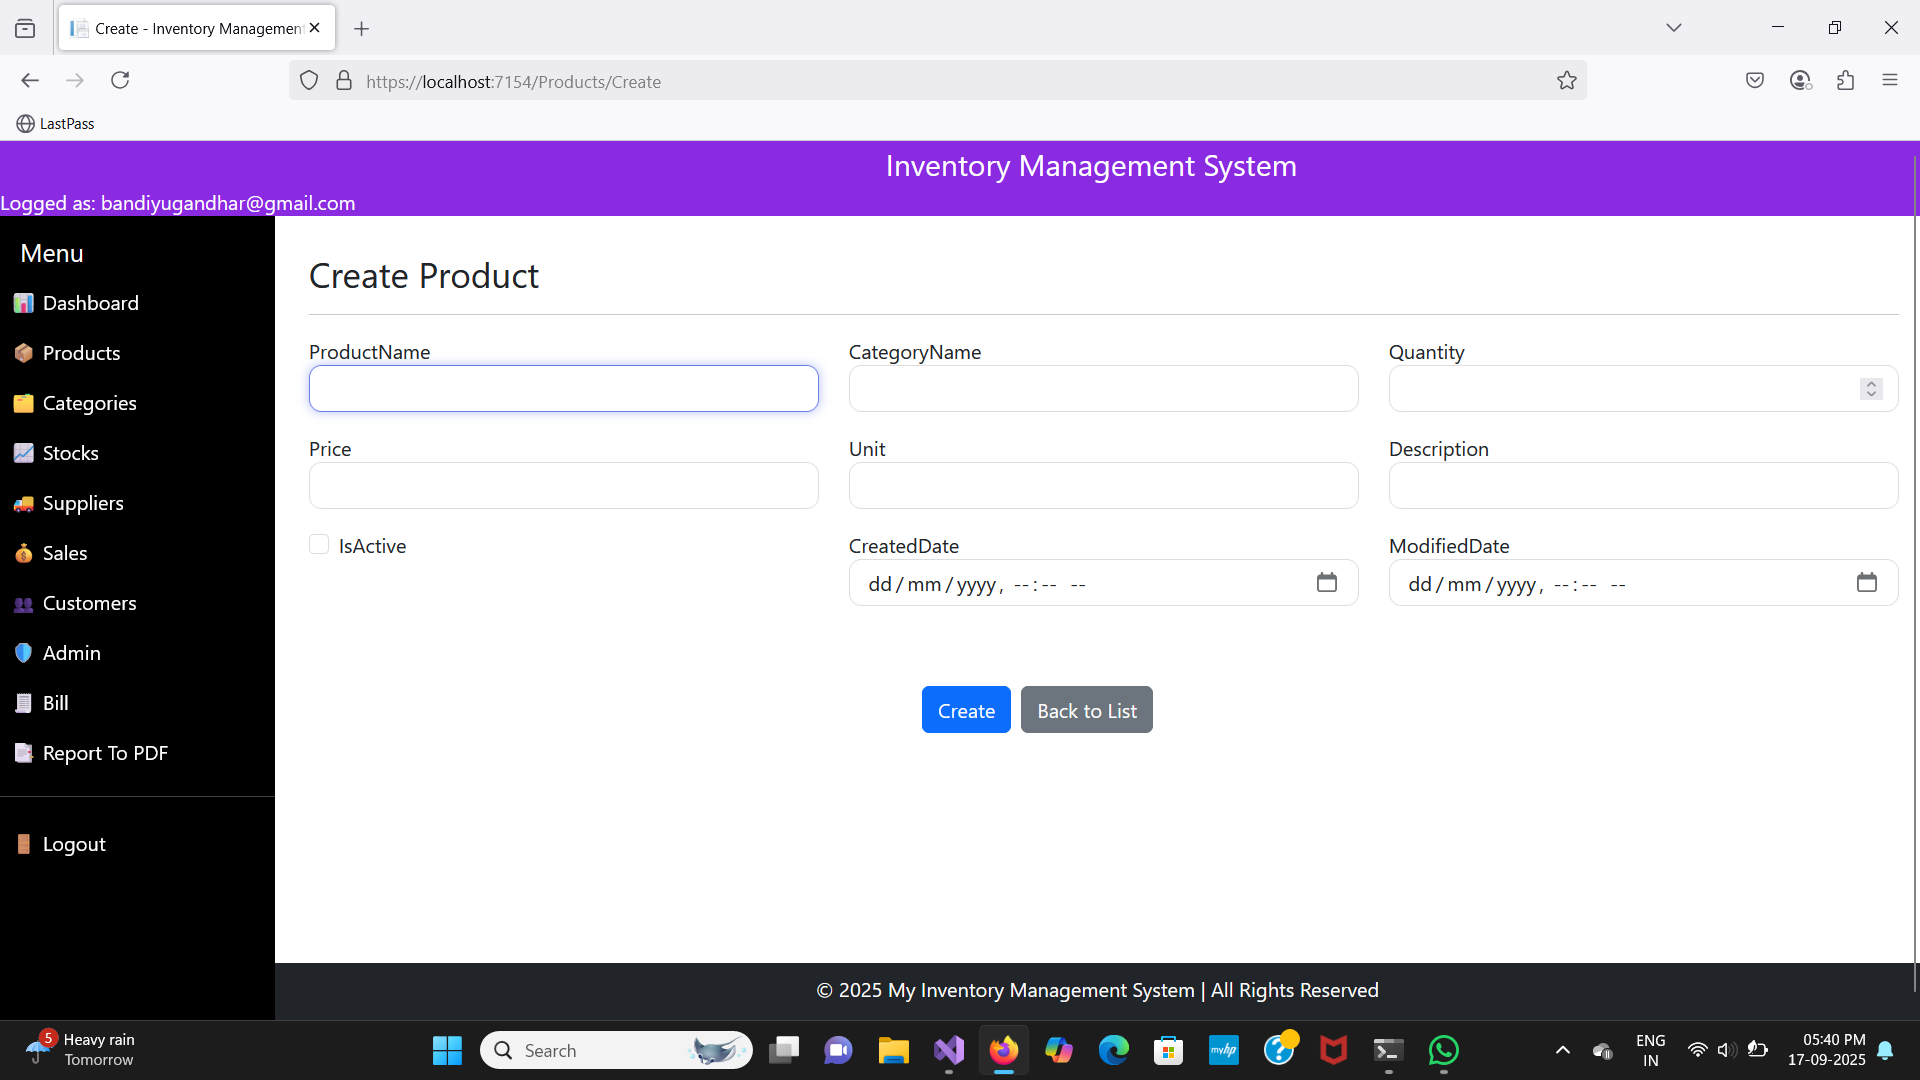 Create - Inventory Management
https://localhost:7154/Products/Create
LastPass
Inventory Management System
Logged as: bandiyugandhar@gmail.com
Menu
Dashboard
Products
Categories
Stocks
Suppliers
Sales
Customers
Admin
Bill
Report To PDF
Logout
Create Product
ProductName
CategoryName
Quantity
Price
Unit
Description
IsActive
CreatedDate
ModifiedDate
dd/mm/yyyy, --:-- --
dd/mm/yyyy, --:-- --
Create
Back to List
© 2025 My Inventory Management System | All Rights Reserved
5
Heavy rain
Tomorrow
Search
myhp
ENG
IN
05:40 PM
17-09-2025